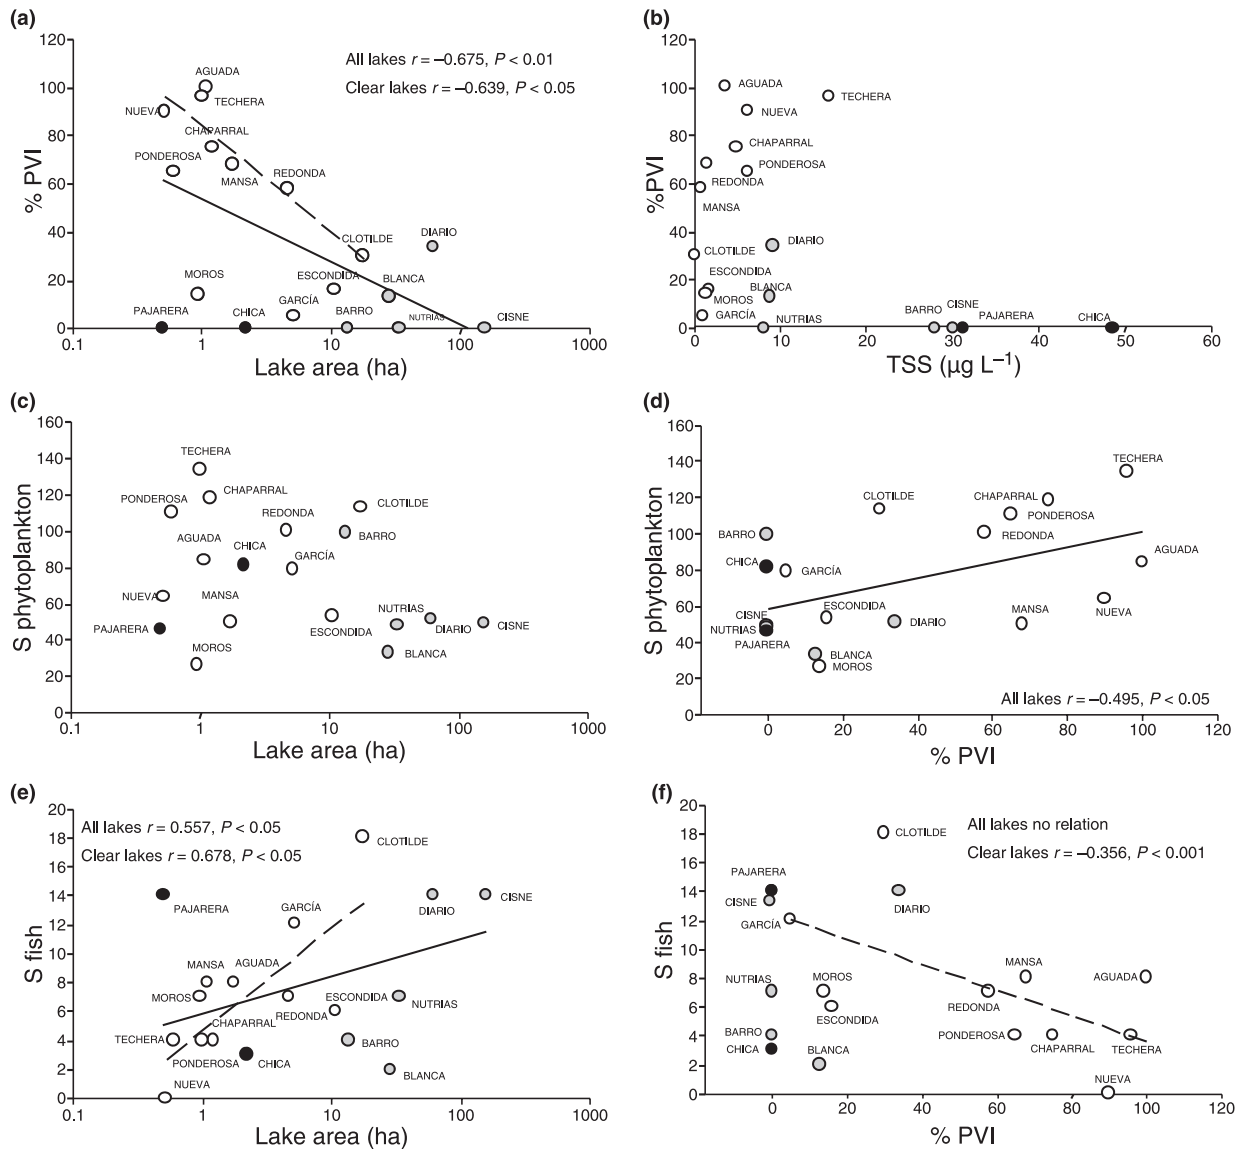 (a)
120
100
80
60
40
20
0
% PVI
All lakes r = –0.675, P < 0.01
Clear lakes r = –0.639, P < 0.05
AGUADA
TECHERA
NUEVA
CHAPARRAL
PONDEROSA
MANSA
REDONDA
CLOTILDE
DIARIO
MOROS
ESCONDIDA
BLANCA
GARCÍA
PAJARERA
CHICA
BARRO
NUTRIAS
CISNE
0.1 1 10 100 1000
Lake area (ha)
(b)
120
100
80
60
40
20
0
%PVI
AGUADA
TECHERA
NUEVA
CHAPARRAL
PONDEROSA
REDONDA
MANSA
DIARIO
CLOTILDE
ESCONDIDA
BLANCA
MOROS
GARCÍA
NUTRIAS
BARRO
CISNE
PAJARERA
CHICA
0 10 20 30 40 50 60
TSS (µg L–1)
(c)
160
140
120
100
80
60
40
20
0
S phytoplankton
TECHERA
CHAPARRAL
PONDEROSA
CLOTILDE
REDONDA
BARRO
AGUADA
CHICA
GARCÍA
NUEVA
MANSA
NUTRIAS
PAJARERA
ESCONDIDA
DIARIO
CISNE
MOROS
BLANCA
0.1 1 10 100 1000
Lake area (ha)
(d)
160
140
120
100
80
60
40
20
0
S phytoplankton
TECHERA
CLOTILDE
CHAPARRAL
PONDEROSA
BARRO
REDONDA
AGUADA
CHICA
GARCÍA
CISNE
ESCONDIDA
MANSA
NUEVA
NUTRIAS
DIARIO
PAJARERA
BLANCA
MOROS
All lakes r = –0.495, P < 0.05
0 20 40 60 80 100 120
% PVI
(e)
20
18
16
14
12
10
8
6
4
2
0
S fish
All lakes r = 0.557, P < 0.05
Clear lakes r = 0.678, P < 0.05
CLOTILDE
PAJARERA
GARCÍA
DIARIO
CISNE
MANSA
AGUADA
MOROS
ESCONDIDA
NUTRIAS
REDONDA
TECHERA
CHAPARRAL
BARRO
PONDEROSA
CHICA
BLANCA
NUEVA
0.1 1 10 100 1000
Lake area (ha)
(f)
20
18
16
14
12
10
8
6
4
2
0
S fish
All lakes no relation
Clear lakes r = –0.356, P < 0.001
CLOTILDE
PAJARERA
CISNE
DIARIO
GARCÍA
NUTRIAS
MOROS
MANSA
AGUADA
REDONDA
ESCONDIDA
BARRO
PONDEROSA
CHAPARRAL
TECHERA
CHICA
BLANCA
NUEVA
0 20 40 60 80 100 120
% PVI